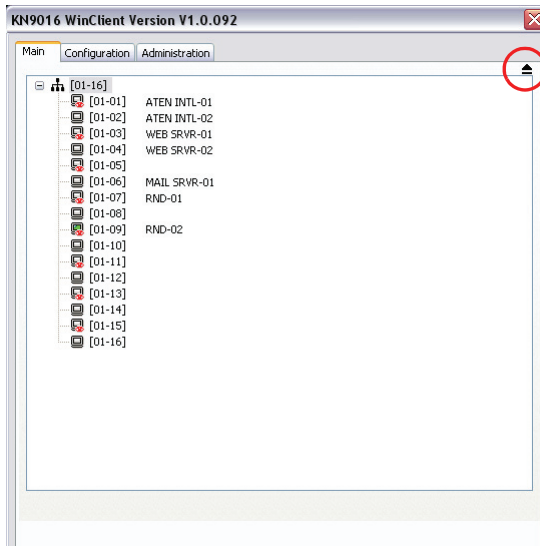 KN9016 WinClient Version V1.0.092
Main Configuration Administration
[01-16]
[01-01] ATEN INTL-01
[01-02] ATEN INTL-02
[01-03] WEB SRVR-01
[01-04] WEB SRVR-02
[01-05]
[01-06] MAIL SRVR-01
[01-07] RND-01
[01-08]
[01-09] RND-02
[01-10]
[01-11]
[01-12]
[01-13]
[01-14]
[01-15]
[01-16]